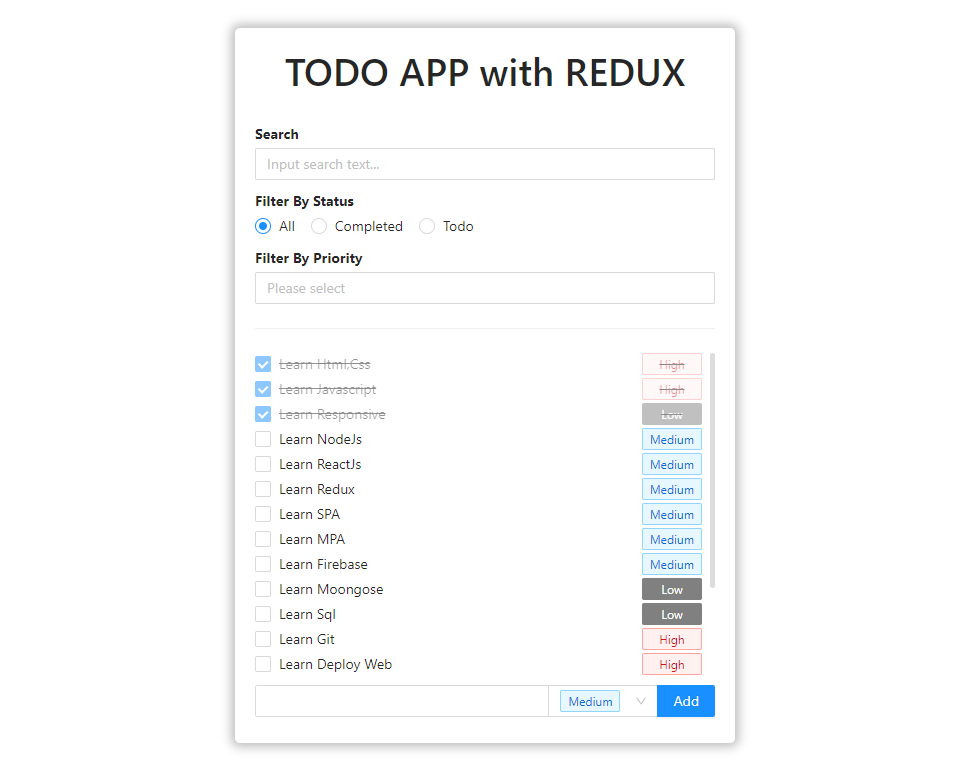 TODO APP with REDUX
Search
Input search text...
Filter By Status
All Completed Todo
Filter By Priority
Please select
Learn Html,Css High
Learn Javascript High
Learn Responsive Low
Learn NodeJs Medium
Learn ReactJs Medium
Learn Redux Medium
Learn SPA Medium
Learn MPA Medium
Learn Firebase Medium
Learn Moongose Low
Learn Sql Low
Learn Git High
Learn Deploy Web High
Medium Add